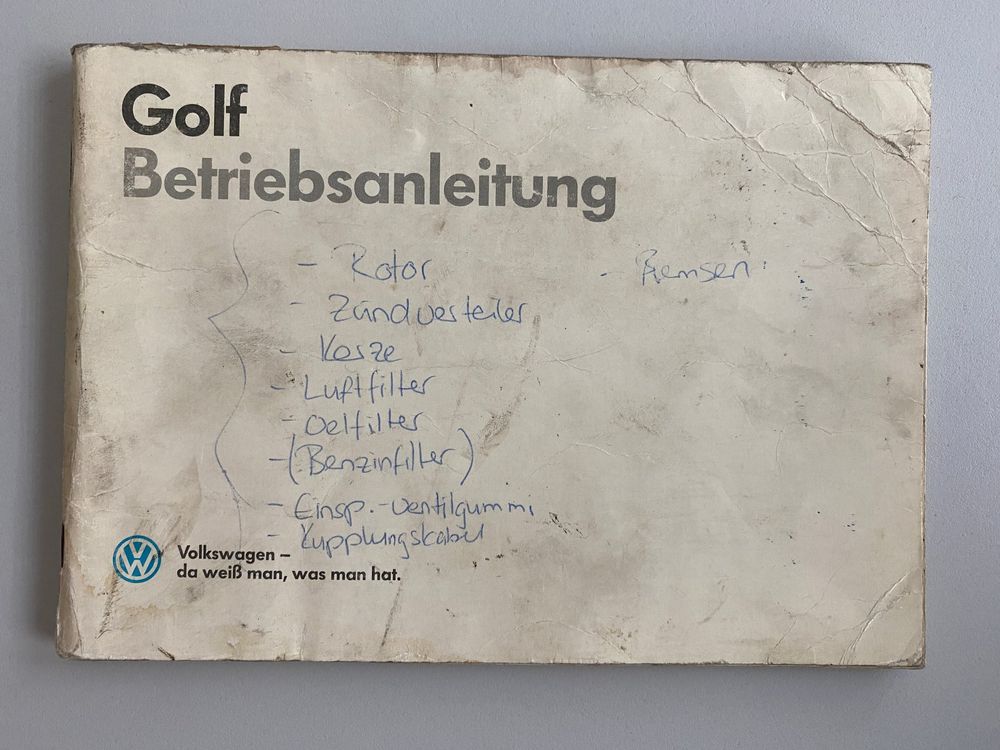 Golf
Betriebsanleitung
- Rotor
- Zündverteiler
- Kerze
- Luftfilter
- Oelfilter
- (Benzinfilter)
- Einsp.-ventilgummi
- Kupplungskabel
- Bremsen
VW
Volkswagen –
da weiß man, was man hat.